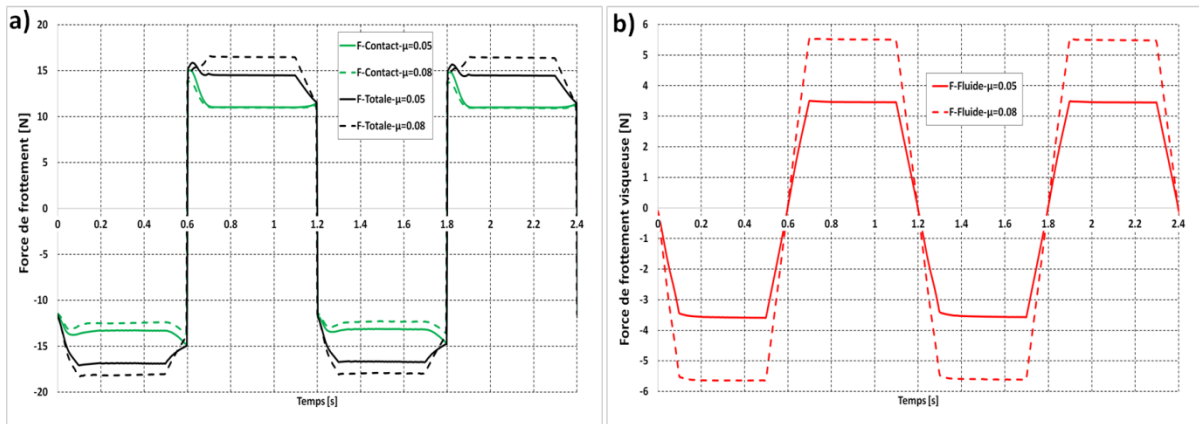 a)
Force de frottement [N]
20
15
10
5
0
-5
-10
-15
-20
0 0.2 0.4 0.6 0.8 1 1.2 1.4 1.6 1.8 2 2.2 2.4
Temps [s]
F-Contact-μ=0.05
F-Contact-μ=0.08
F-Totale-μ=0.05
F-Totale-μ=0.08
b)
Force de frottement visqueuse [N]
6
5
4
3
2
1
0
-1
-2
-3
-4
-5
-6
0 0.2 0.4 0.6 0.8 1 1.2 1.4 1.6 1.8 2 2.2 2.4
Temps [s]
F-Fluide-μ=0.05
F-Fluide-μ=0.08